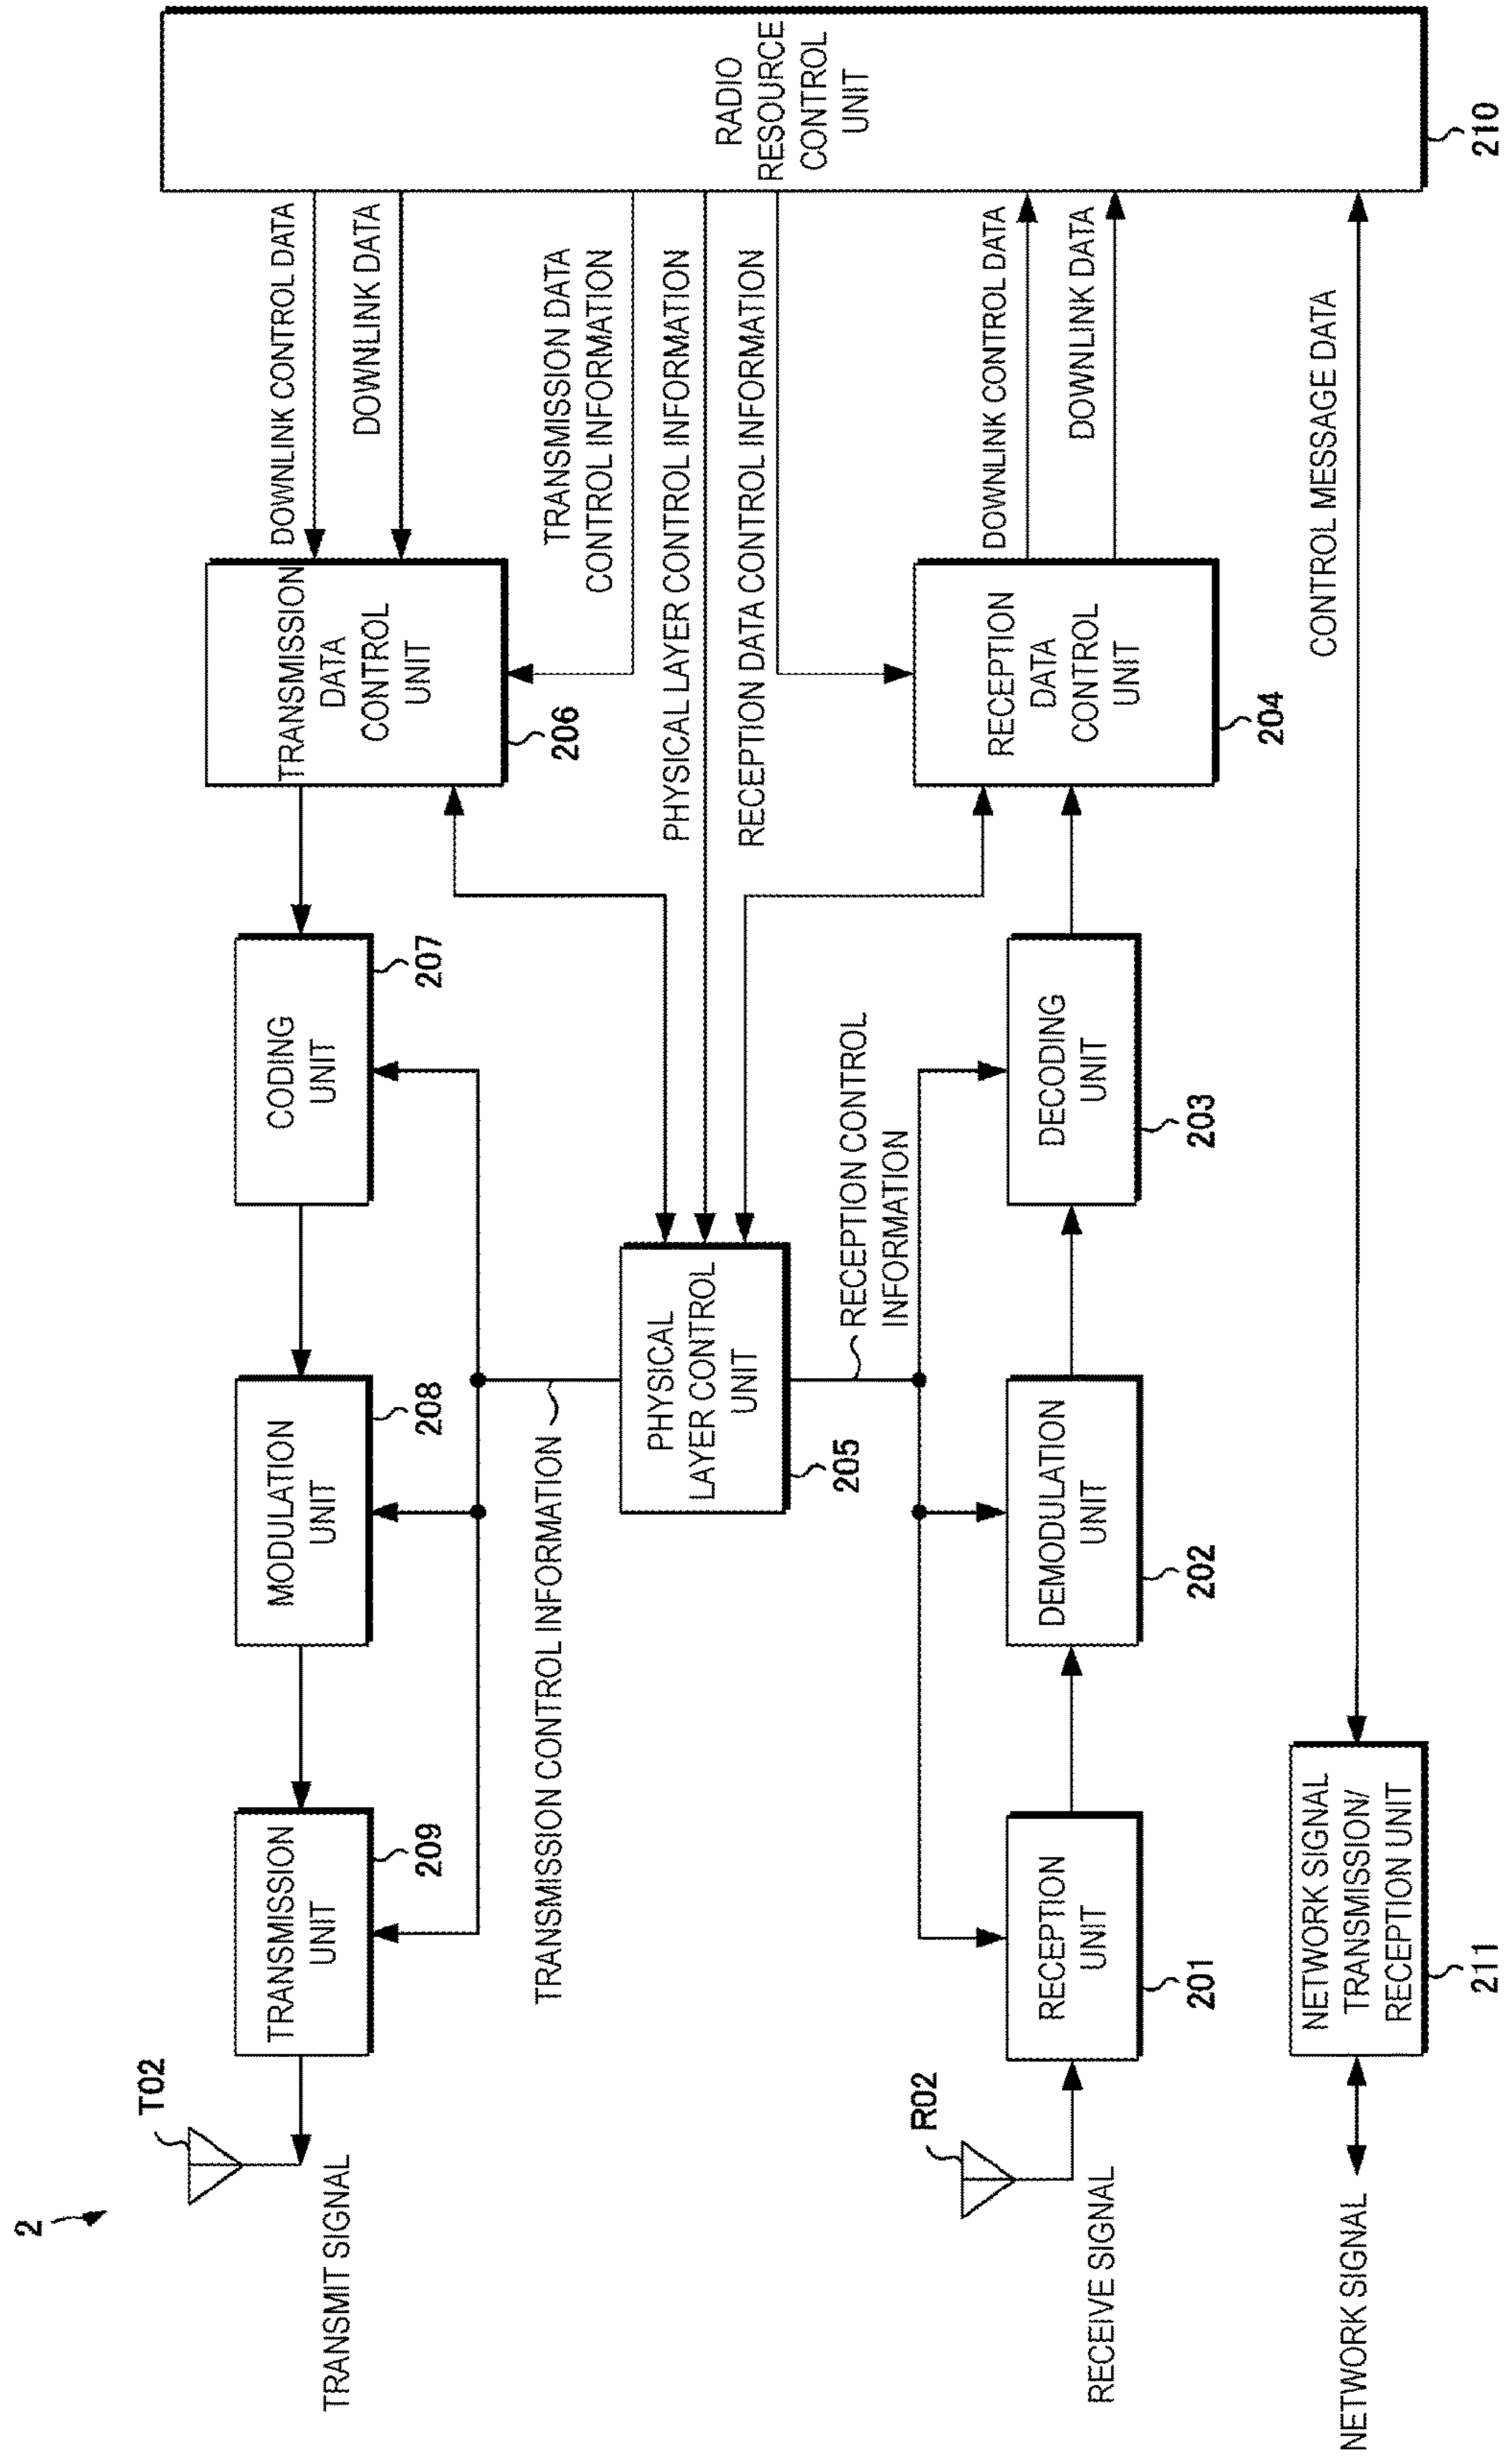 2
T02
TRANSMIT SIGNAL
TRANSMISSION
UNIT
209
MODULATION
UNIT
208
CODING
UNIT
207
TRANSMISSION
DATA
CONTROL
UNIT
206
DOWNLINK CONTROL DATA
DOWNLINK DATA
TRANSMISSION DATA
CONTROL INFORMATION
PHYSICAL LAYER CONTROL INFORMATION
RECEPTION DATA CONTROL INFORMATION
RADIO
RESOURCE
CONTROL
UNIT
210
TRANSMISSION CONTROL INFORMATION
PHYSICAL
LAYER CONTROL
UNIT
205
RECEPTION CONTROL
INFORMATION
R02
RECEIVE SIGNAL
RECEPTION
UNIT
201
DEMODULATION
UNIT
202
DECODING
UNIT
203
RECEPTION
DATA
CONTROL
UNIT
204
DOWNLINK CONTROL DATA
DOWNLINK DATA
NETWORK SIGNAL
NETWORK SIGNAL
TRANSMISSION/
RECEPTION UNIT
211
CONTROL MESSAGE DATA